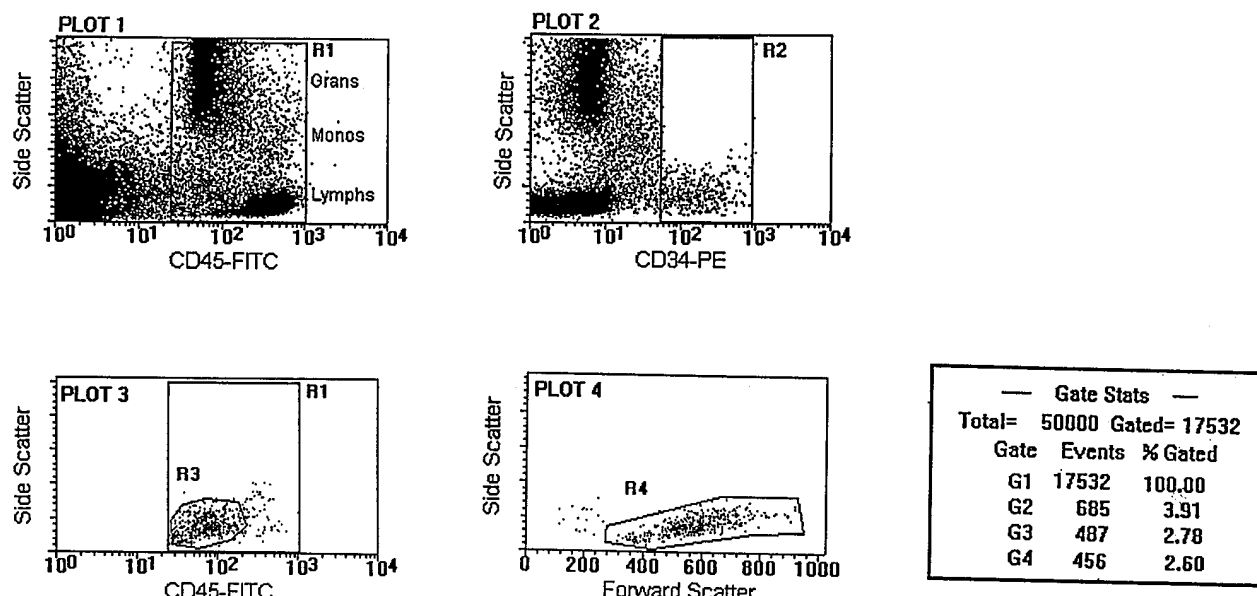 PLOT 1
R1
Grans
Monos
Lymphs
Side Scatter
10^0 10^1 10^2 10^3 10^4
CD45-FITC
PLOT 2
R2
Side Scatter
10^0 10^1 10^2 10^3 10^4
CD34-PE
PLOT 3
R1
R3
Side Scatter
10^0 10^1 10^2 10^3 10^4
CD45-FITC
PLOT 4
R4
Side Scatter
0 200 400 600 800 1000
Forward Scatter
— Gate Stats —
Total= 50000 Gated= 17532
Gate Events % Gated
G1 17532 100.00
G2 685 3.91
G3 487 2.78
G4 456 2.60